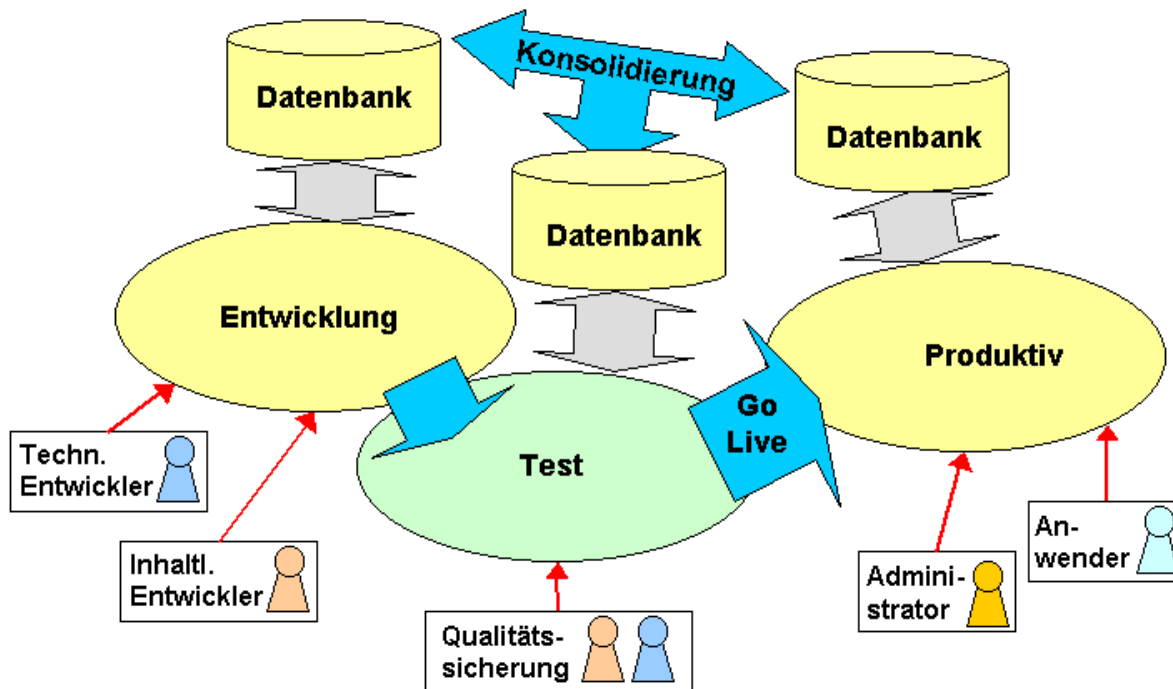 Konsolidierung
Datenbank
Datenbank
Datenbank
Entwicklung
Produktiv
Test
Go
Live
Techn.
Entwickler
Inhaltl.
Entwickler
Qualitäts-
sicherung
Admini-
strator
An-
wender